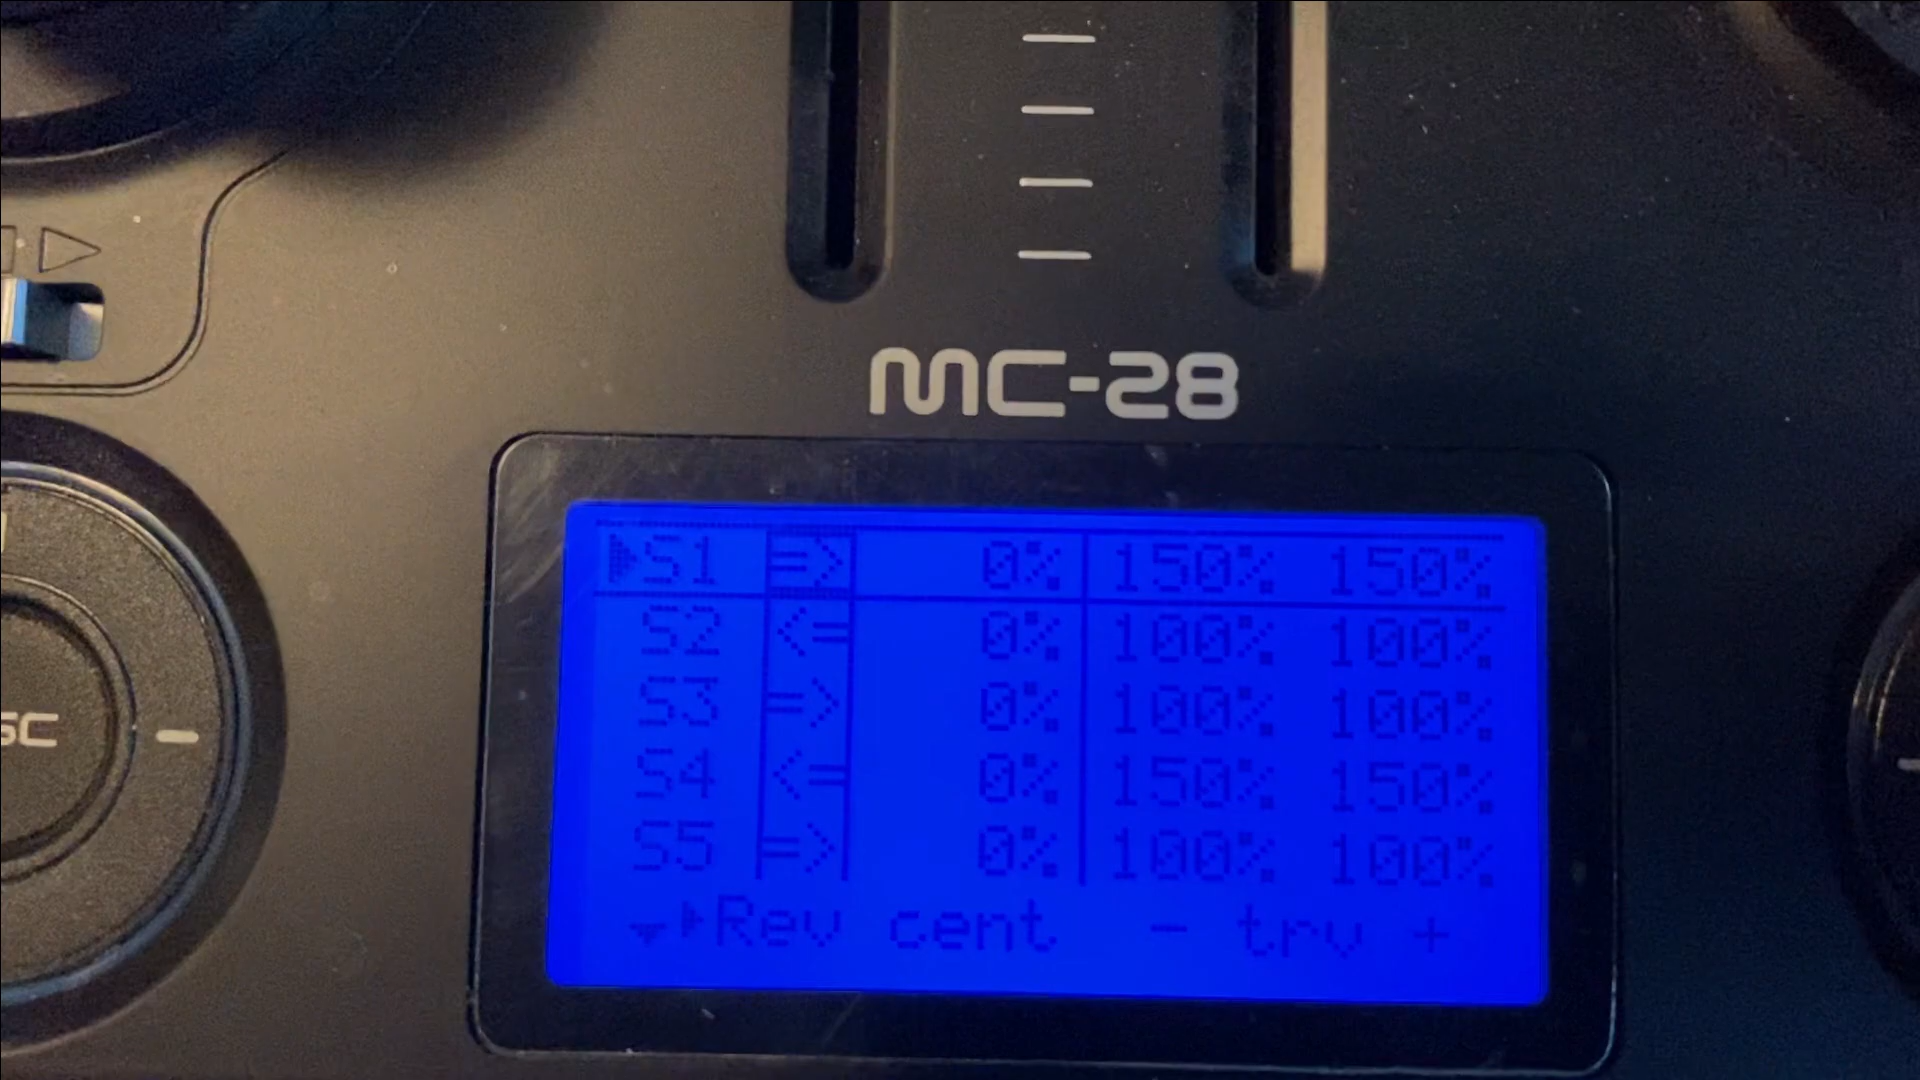 MC-28
S1 => 0% 150% 150%
S2 <= 0% 100% 100%
S3 => 0% 100% 100%
S4 <= 0% 150% 150%
S5 => 0% 100% 100%
Rev cent - trv +